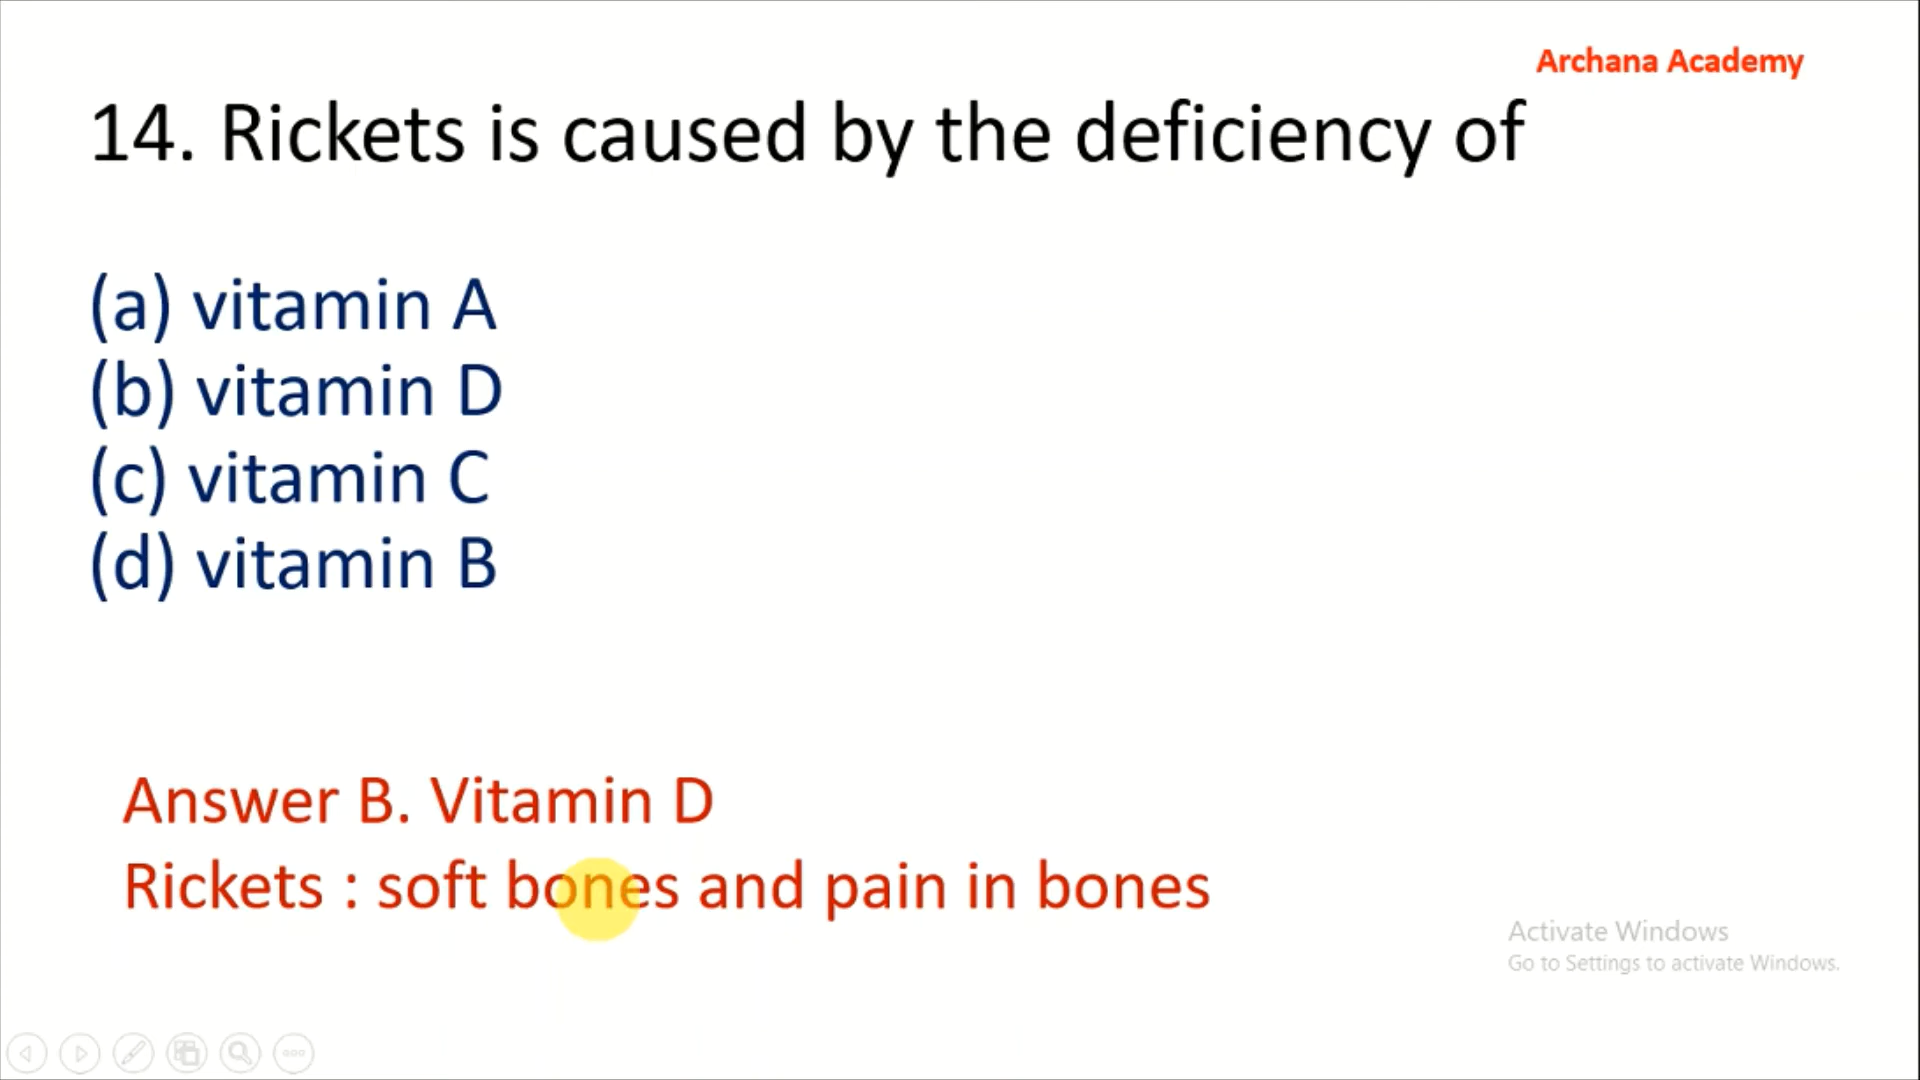 Archana Academy
14. Rickets is caused by the deficiency of
(a) vitamin A
(b) vitamin D
(c) vitamin C
(d) vitamin B
Answer B. Vitamin D
Rickets : soft bones and pain in bones
Activate Windows
Go to Settings to activate Windows.